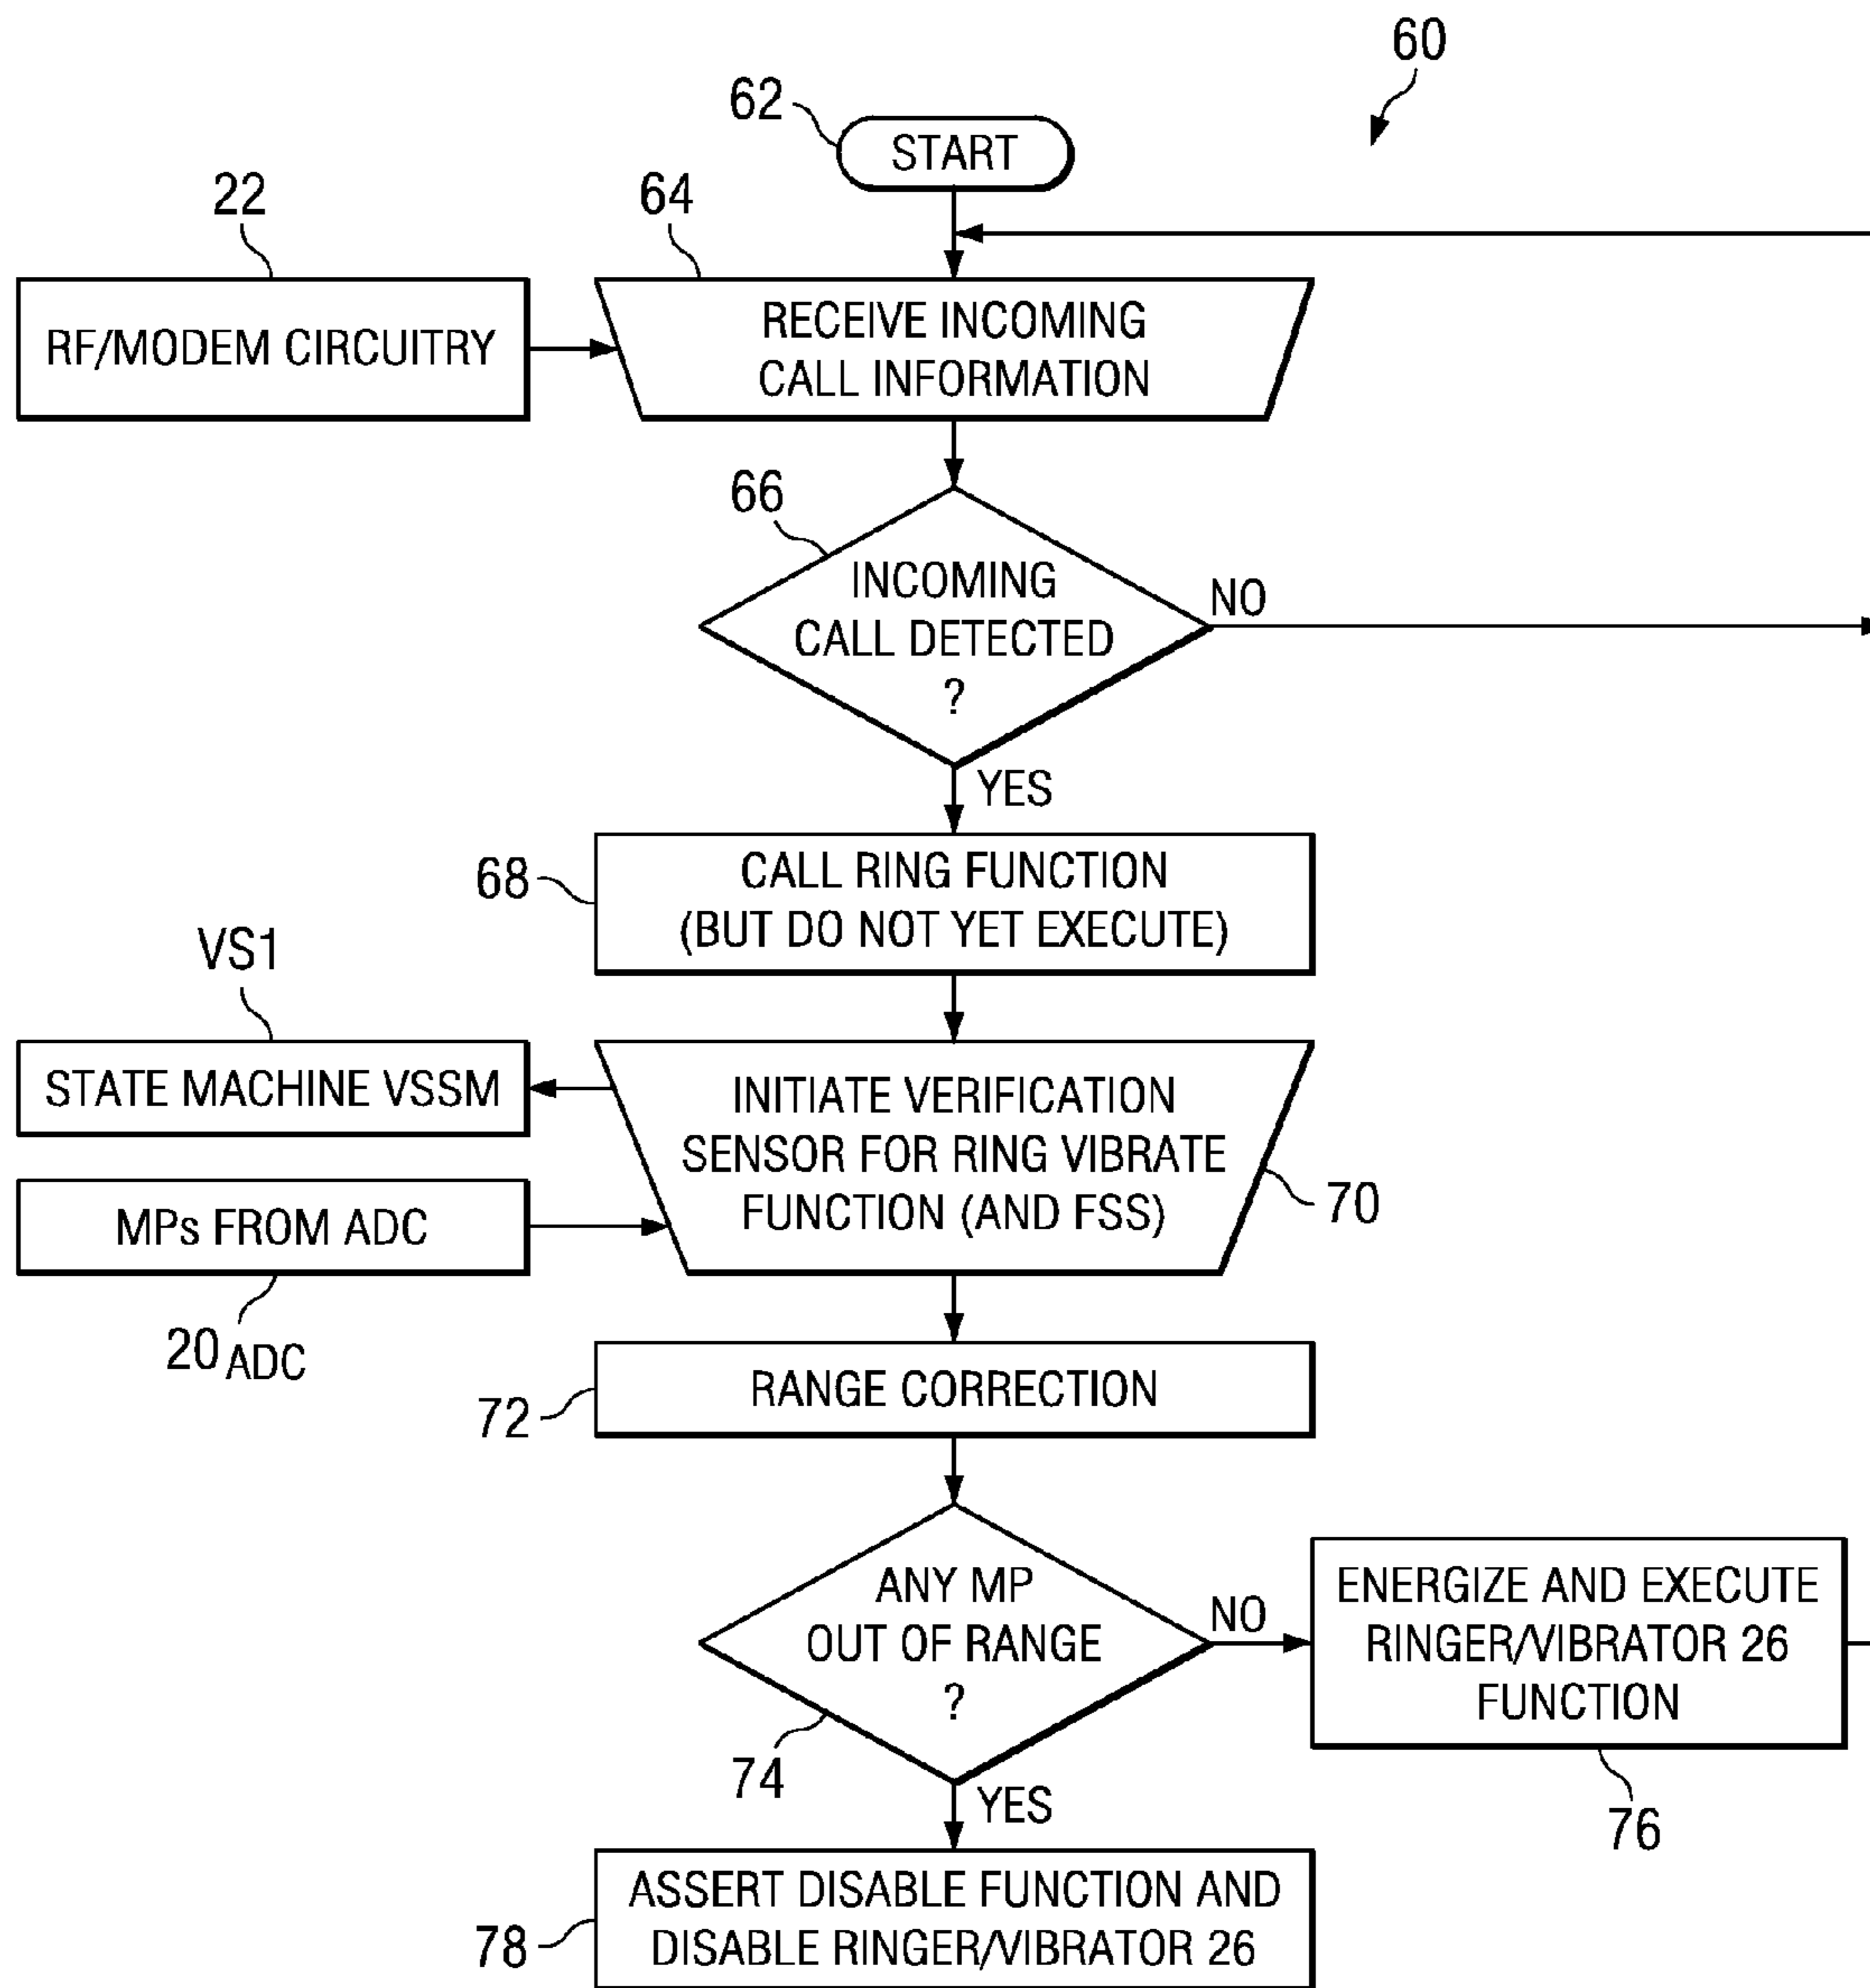 60
62
START
22
64
RF/MODEM CIRCUITRY
RECEIVE INCOMING
CALL INFORMATION
66
INCOMING
CALL DETECTED
?
NO
YES
68
CALL RING FUNCTION
(BUT DO NOT YET EXECUTE)
VS1
STATE MACHINE VSSM
INITIATE VERIFICATION
SENSOR FOR RING VIBRATE
FUNCTION (AND FSS)
70
MPs FROM ADC
20 ADC
72
RANGE CORRECTION
ANY MP
OUT OF RANGE
?
74
NO
ENERGIZE AND EXECUTE
RINGER/VIBRATOR 26
FUNCTION
76
YES
78
ASSERT DISABLE FUNCTION AND
DISABLE RINGER/VIBRATOR 26